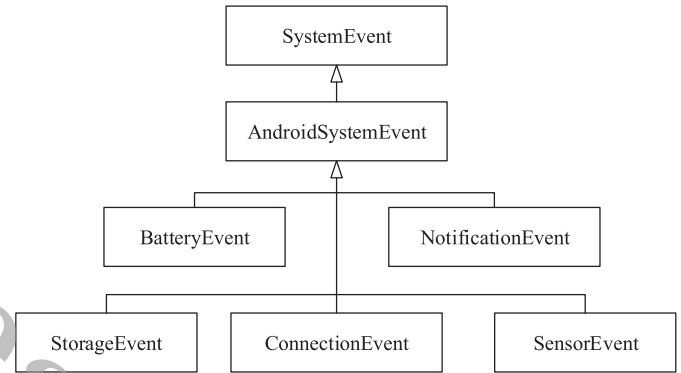 SystemEvent
AndroidSystemEvent
BatteryEvent
NotificationEvent
StorageEvent
ConnectionEvent
SensorEvent